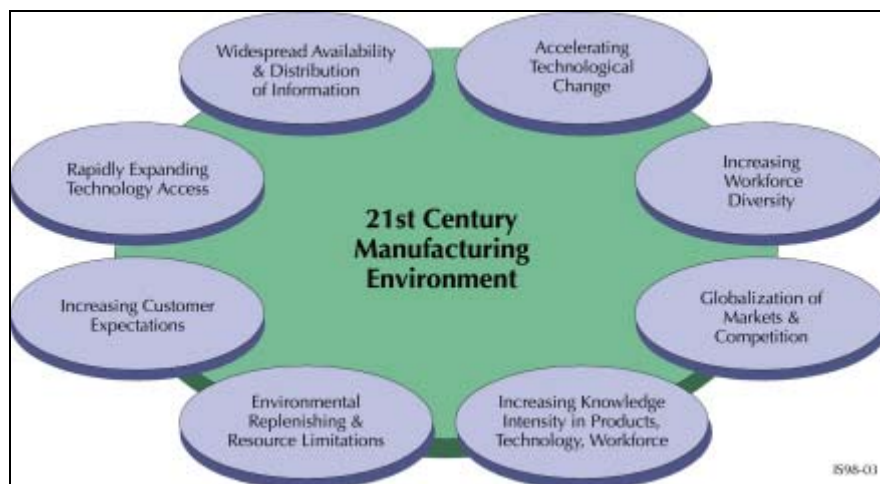 Widespread Availability
& Distribution
of Information
Accelerating
Technological
Change
Rapidly Expanding
Technology Access
Increasing
Workforce
Diversity
21st Century
Manufacturing
Environment
Increasing Customer
Expectations
Globalization of
Markets &
Competition
Environmental
Replenishing &
Resource Limitations
Increasing Knowledge
Intensity in Products,
Technology, Workforce
IS98-03